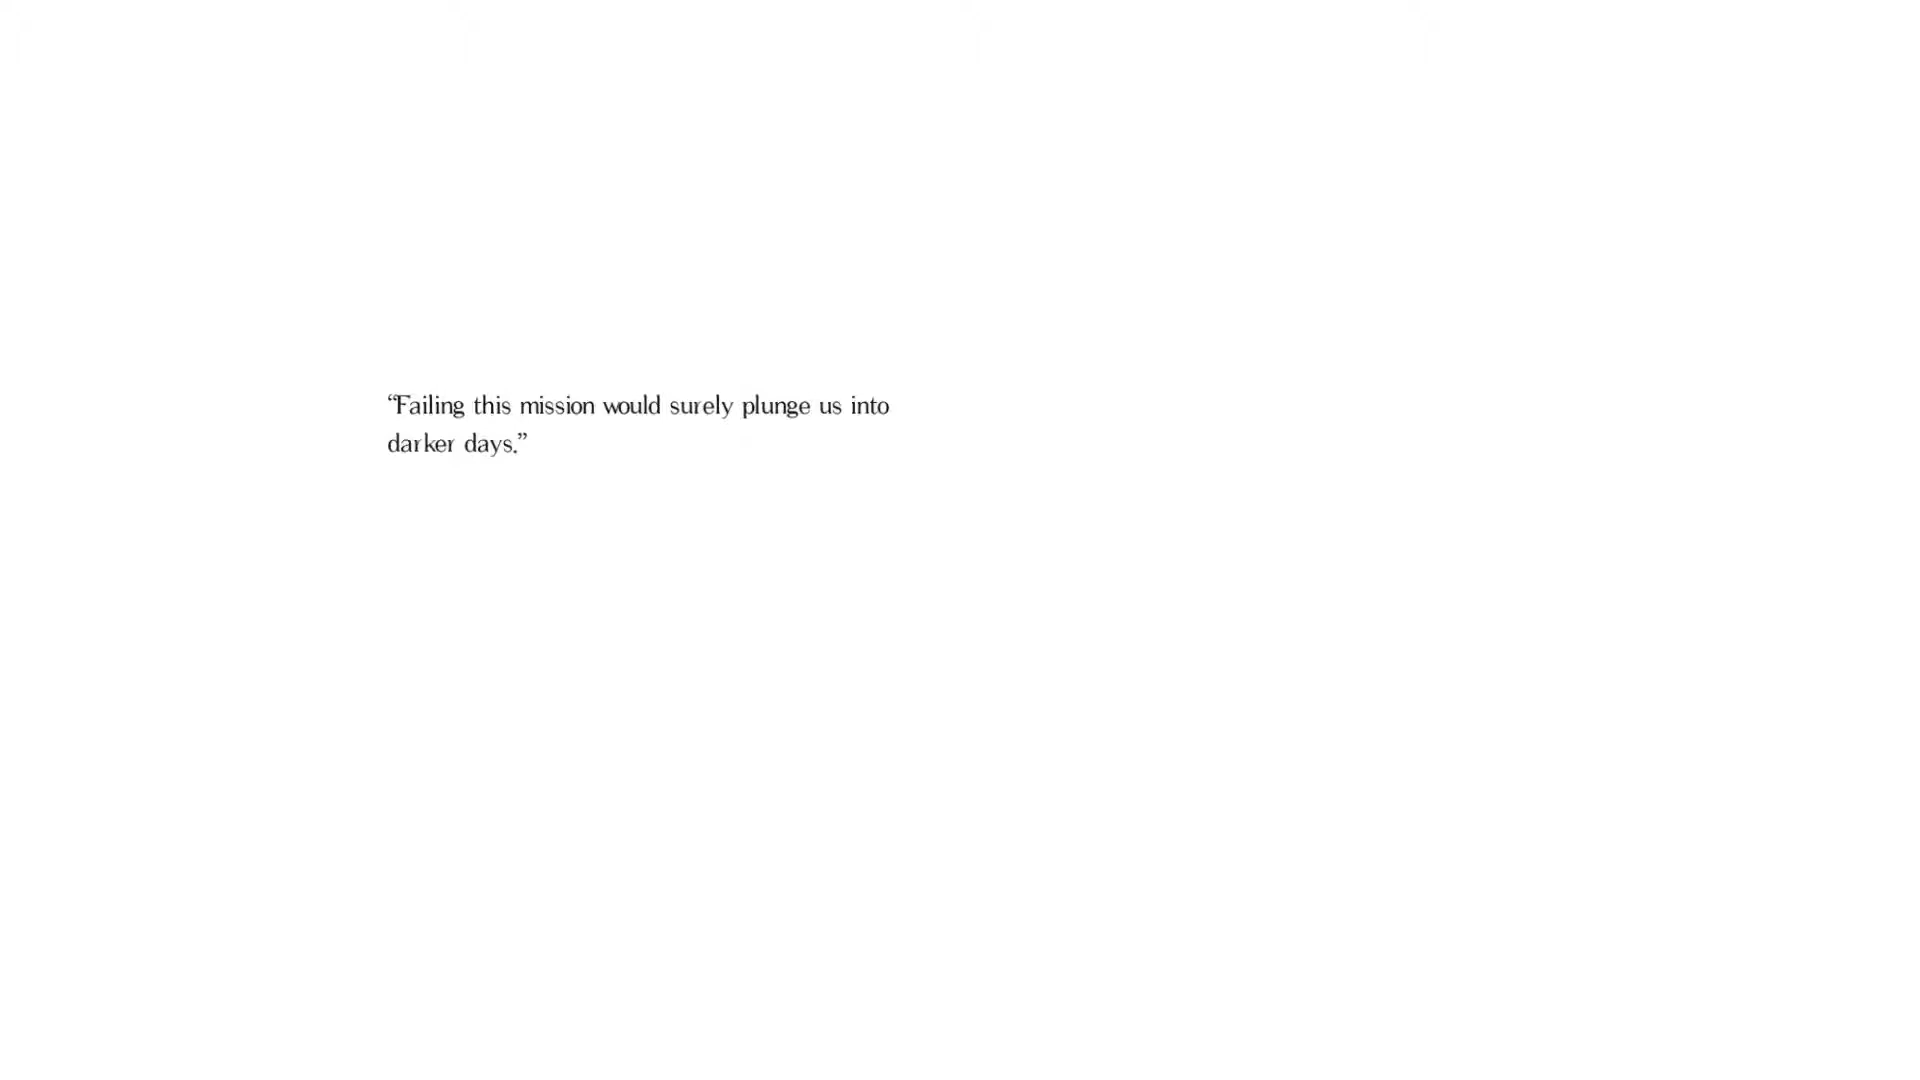 “Failing this mission would surely plunge us into
darker days.”